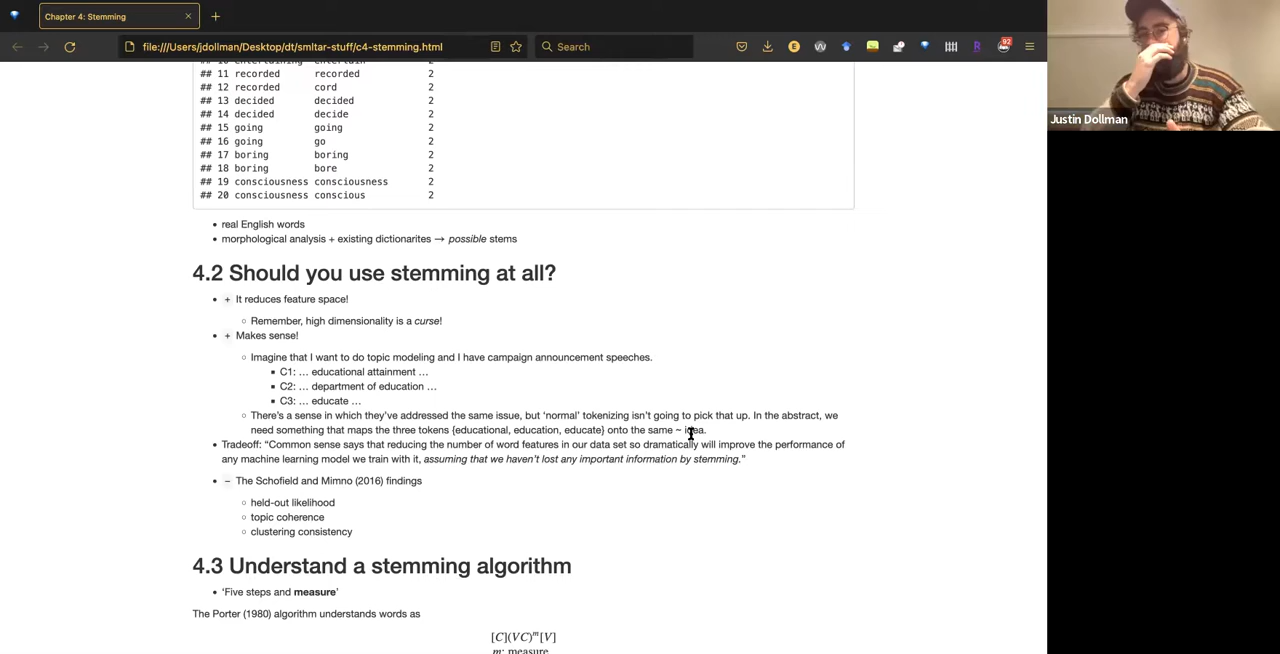 Chapter 4: Stemming
file:///Users/jdollman/Desktop/dt/smltar-stuff/c4-stemming.html
Search
92
## 10 entertaining entertain 2
## 11 recorded recorded 2
## 12 recorded cord 2
## 13 decided decided 2
## 14 decided decide 2
## 15 going going 2
## 16 going go 2
## 17 boring boring 2
## 18 boring bore 2
## 19 consciousness consciousness 2
## 20 consciousness conscious 2
• real English words
• morphological analysis + existing dictionarites → possible stems
4.2 Should you use stemming at all?
• + It reduces feature space!
○ Remember, high dimensionality is a curse!
• + Makes sense!
○ Imagine that I want to do topic modeling and I have campaign announcement speeches.
▪ C1: … educational attainment …
▪ C2: … department of education …
▪ C3: … educate …
○ There's a sense in which they've addressed the same issue, but 'normal' tokenizing isn't going to pick that up. In the abstract, we
need something that maps the three tokens {educational, education, educate} onto the same ~ idea.
• Tradeoff: "Common sense says that reducing the number of word features in our data set so dramatically will improve the performance of
any machine learning model we train with it, assuming that we haven't lost any important information by stemming."
• – The Schofield and Mimno (2016) findings
○ held-out likelihood
○ topic coherence
○ clustering consistency
4.3 Understand a stemming algorithm
• 'Five steps and measure'
The Porter (1980) algorithm understands words as
[C](VC)^m[V]
m: measure
Justin Dollman